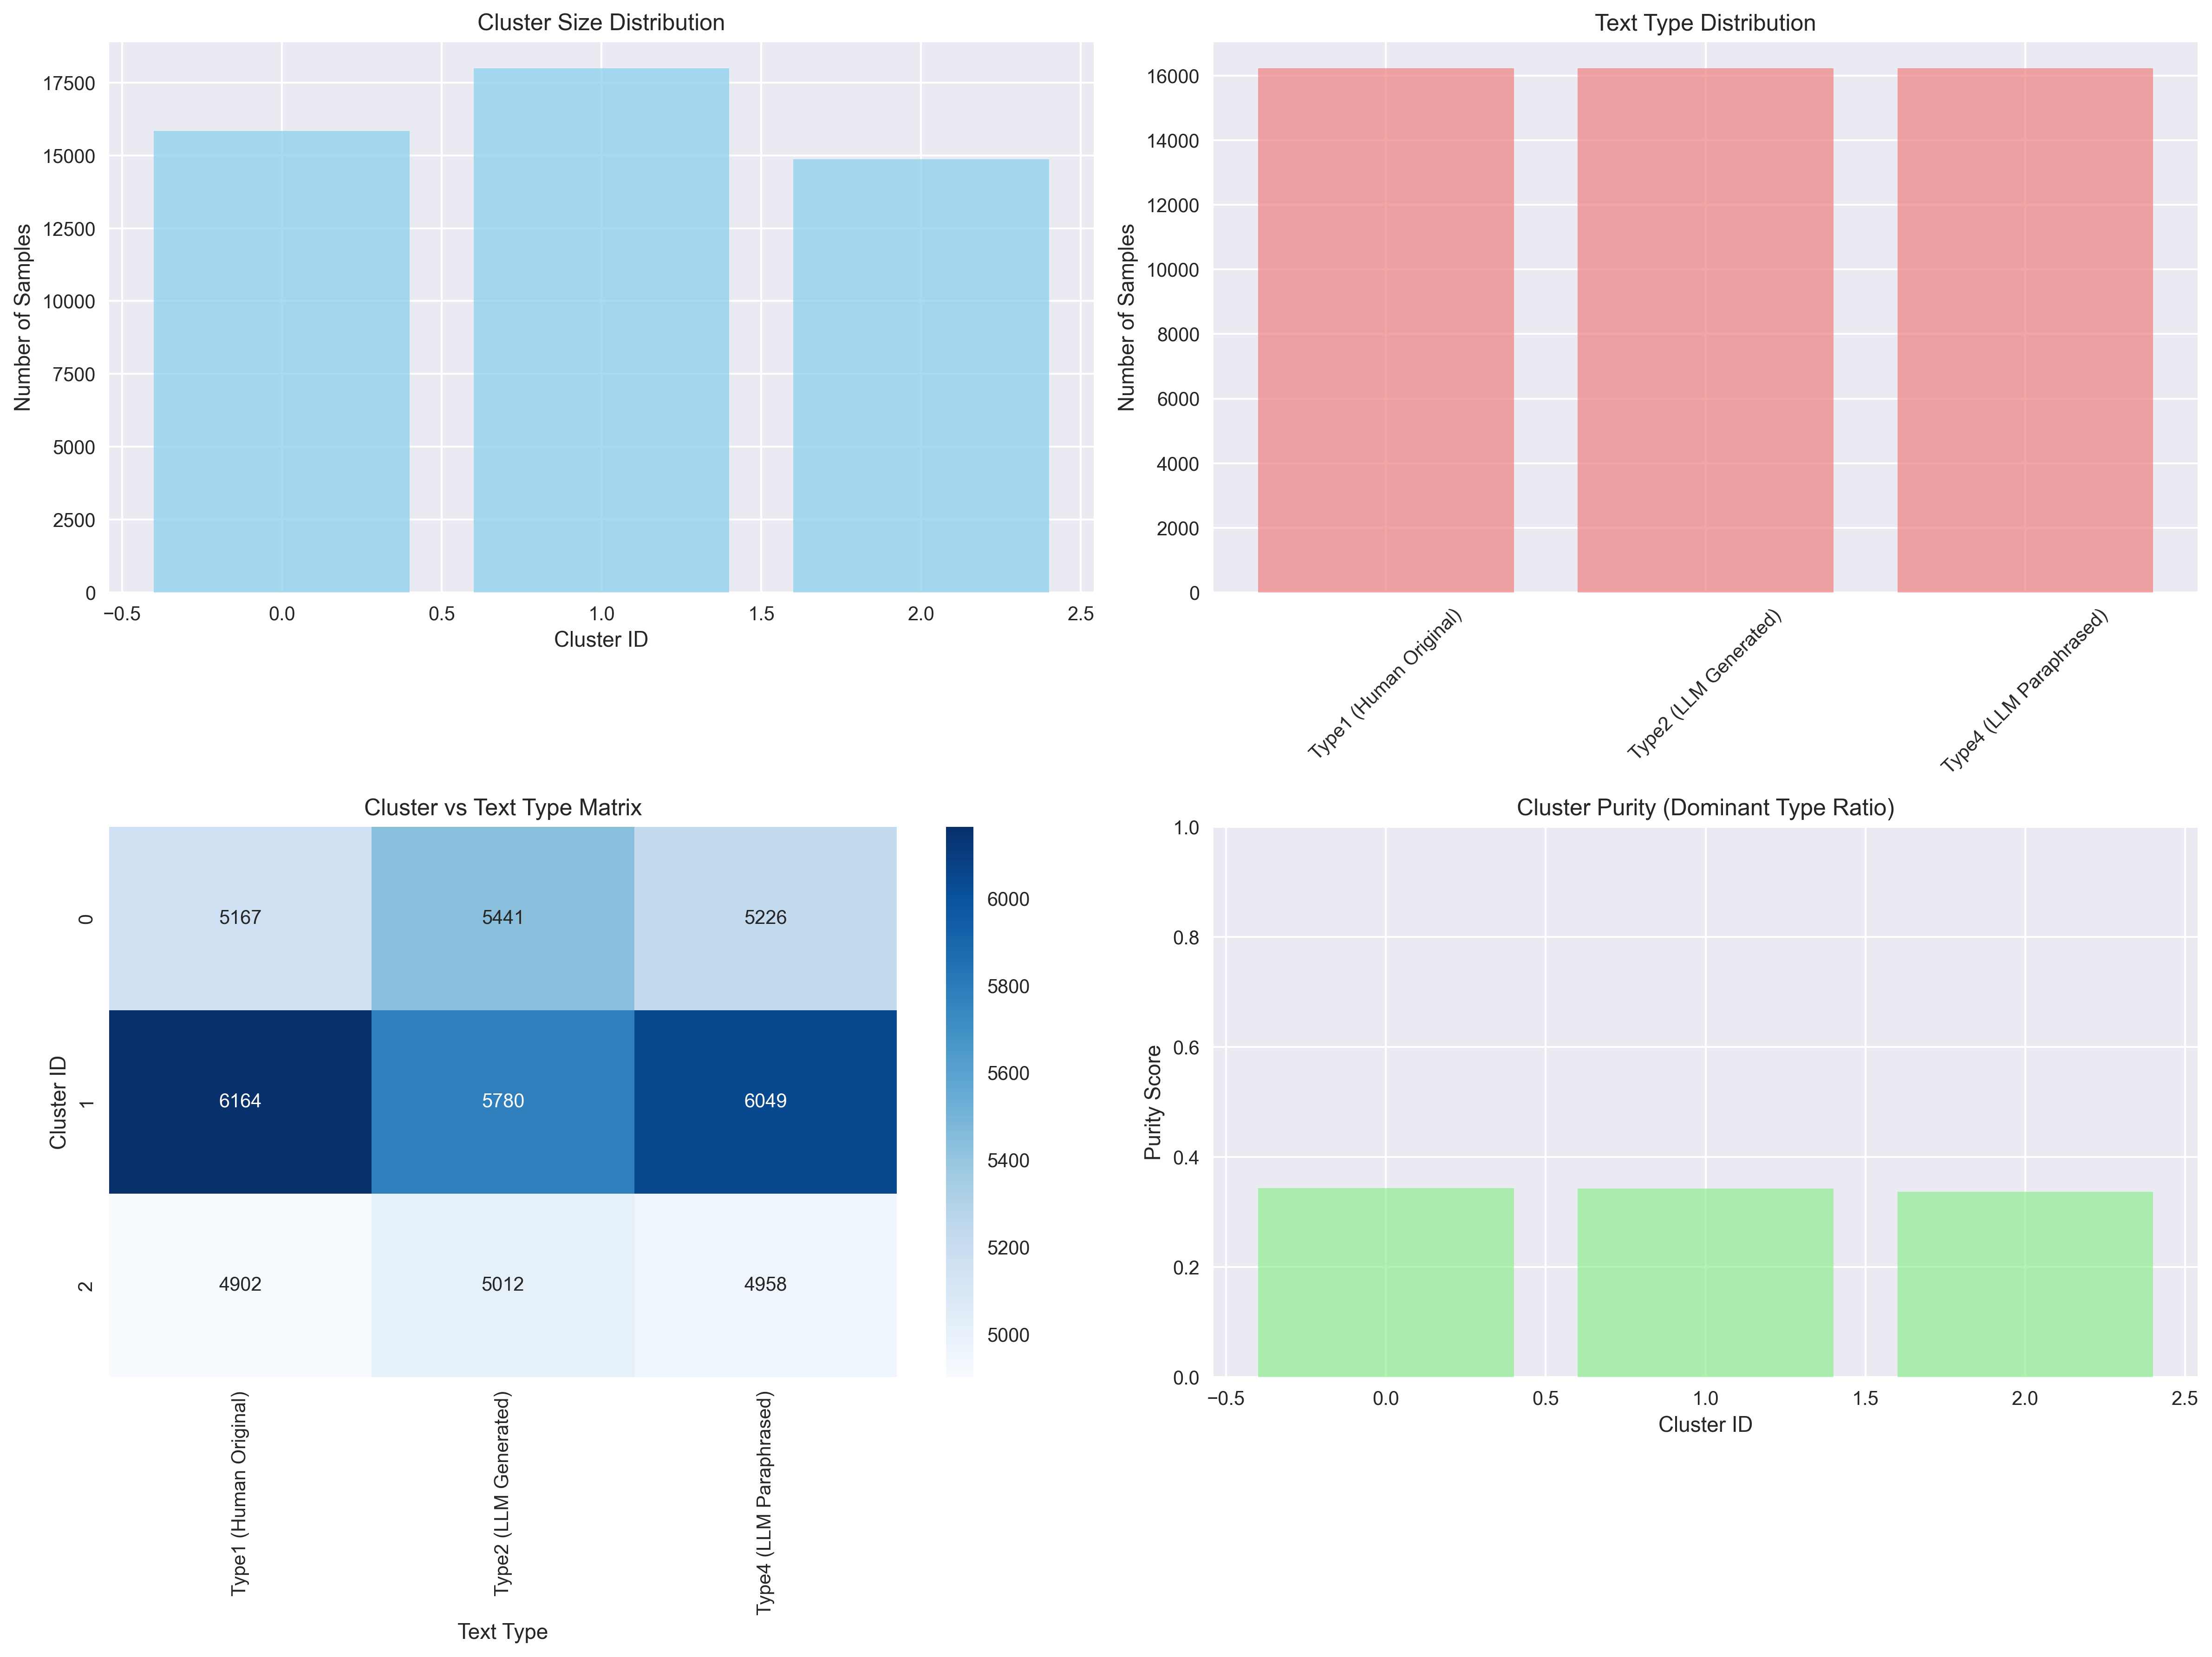 Cluster Size Distribution
Number of Samples
17500
15000
12500
10000
7500
5000
2500
0
−0.5 0.0 0.5 1.0 1.5 2.0 2.5
Cluster ID
Text Type Distribution
Number of Samples
16000
14000
12000
10000
8000
6000
4000
2000
0
Type1 (Human Original)
Type2 (LLM Generated)
Type4 (LLM Paraphrased)
Cluster vs Text Type Matrix
Cluster ID
0
1
2
5167 5441 5226
6164 5780 6049
4902 5012 4958
6000
5800
5600
5400
5200
5000
Type1 (Human Original)
Type2 (LLM Generated)
Type4 (LLM Paraphrased)
Text Type
Cluster Purity (Dominant Type Ratio)
Purity Score
1.0
0.8
0.6
0.4
0.2
0.0
−0.5 0.0 0.5 1.0 1.5 2.0 2.5
Cluster ID